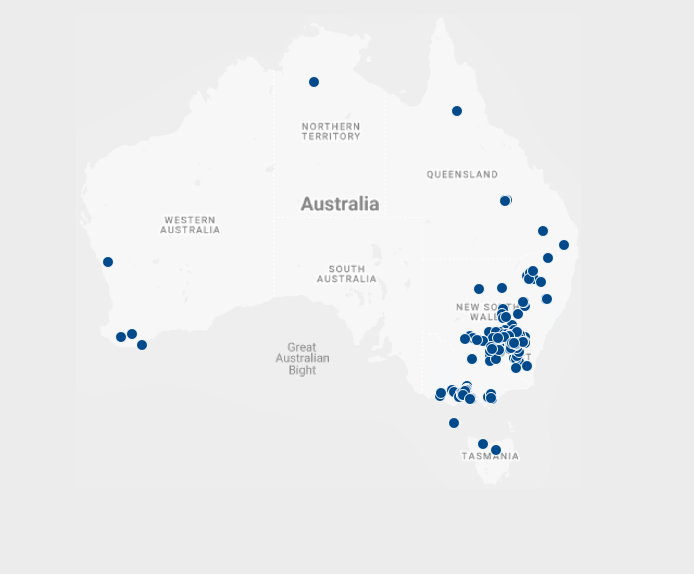 NORTHERN
TERRITORY
QUEENSLAND
Australia
WESTERN
AUSTRALIA
SOUTH
AUSTRALIA
NEW SOUTH
WALES
Great
Australian
Bight
TASMANIA